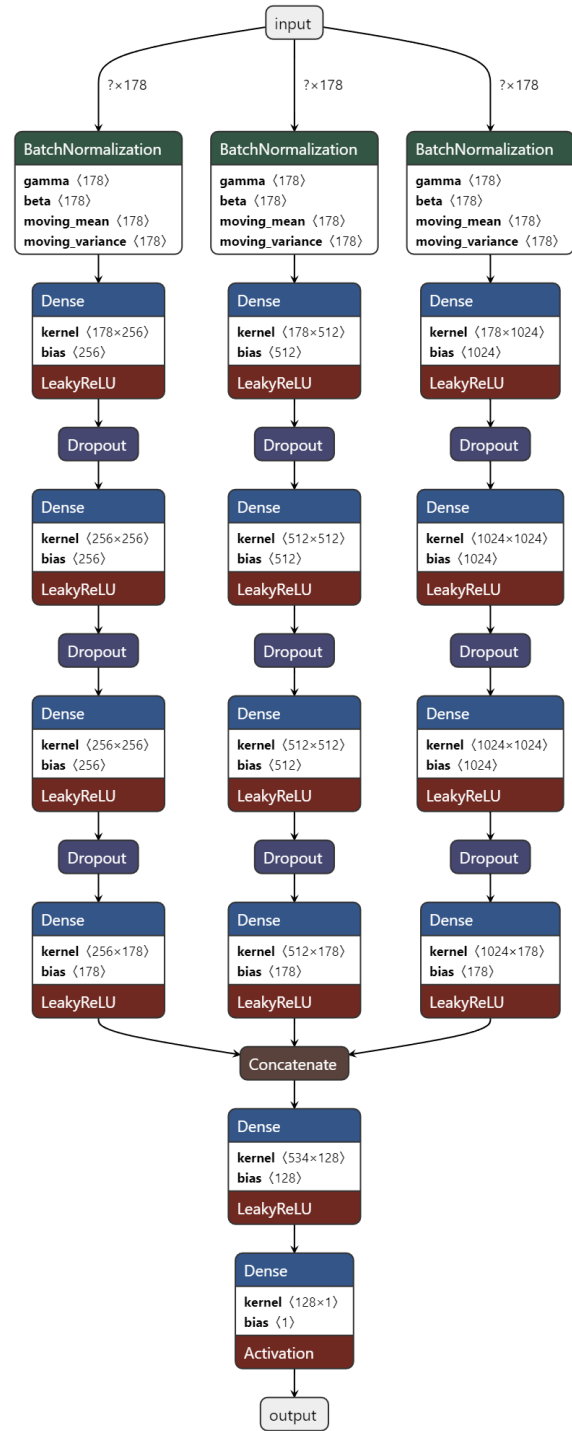 input
?×178
?×178
?×178
BatchNormalization
gamma ⟨178⟩
beta ⟨178⟩
moving_mean ⟨178⟩
moving_variance ⟨178⟩
BatchNormalization
gamma ⟨178⟩
beta ⟨178⟩
moving_mean ⟨178⟩
moving_variance ⟨178⟩
BatchNormalization
gamma ⟨178⟩
beta ⟨178⟩
moving_mean ⟨178⟩
moving_variance ⟨178⟩
Dense
kernel ⟨178×256⟩
bias ⟨256⟩
LeakyReLU
Dense
kernel ⟨178×512⟩
bias ⟨512⟩
LeakyReLU
Dense
kernel ⟨178×1024⟩
bias ⟨1024⟩
LeakyReLU
Dropout
Dropout
Dropout
Dense
kernel ⟨256×256⟩
bias ⟨256⟩
LeakyReLU
Dense
kernel ⟨512×512⟩
bias ⟨512⟩
LeakyReLU
Dense
kernel ⟨1024×1024⟩
bias ⟨1024⟩
LeakyReLU
Dropout
Dropout
Dropout
Dense
kernel ⟨256×256⟩
bias ⟨256⟩
LeakyReLU
Dense
kernel ⟨512×512⟩
bias ⟨512⟩
LeakyReLU
Dense
kernel ⟨1024×1024⟩
bias ⟨1024⟩
LeakyReLU
Dropout
Dropout
Dropout
Dense
kernel ⟨256×178⟩
bias ⟨178⟩
LeakyReLU
Dense
kernel ⟨512×178⟩
bias ⟨178⟩
LeakyReLU
Dense
kernel ⟨1024×178⟩
bias ⟨178⟩
LeakyReLU
Concatenate
Dense
kernel ⟨534×128⟩
bias ⟨128⟩
LeakyReLU
Dense
kernel ⟨128×1⟩
bias ⟨1⟩
Activation
output